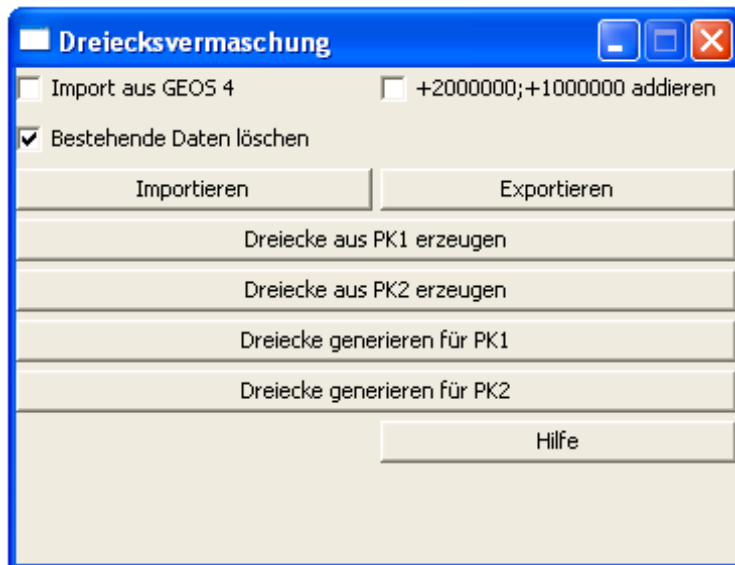 Dreiecksvermaschung
Import aus GEOS 4
+2000000;+1000000 addieren
Bestehende Daten löschen
Importieren
Exportieren
Dreiecke aus PK1 erzeugen
Dreiecke aus PK2 erzeugen
Dreiecke generieren für PK1
Dreiecke generieren für PK2
Hilfe